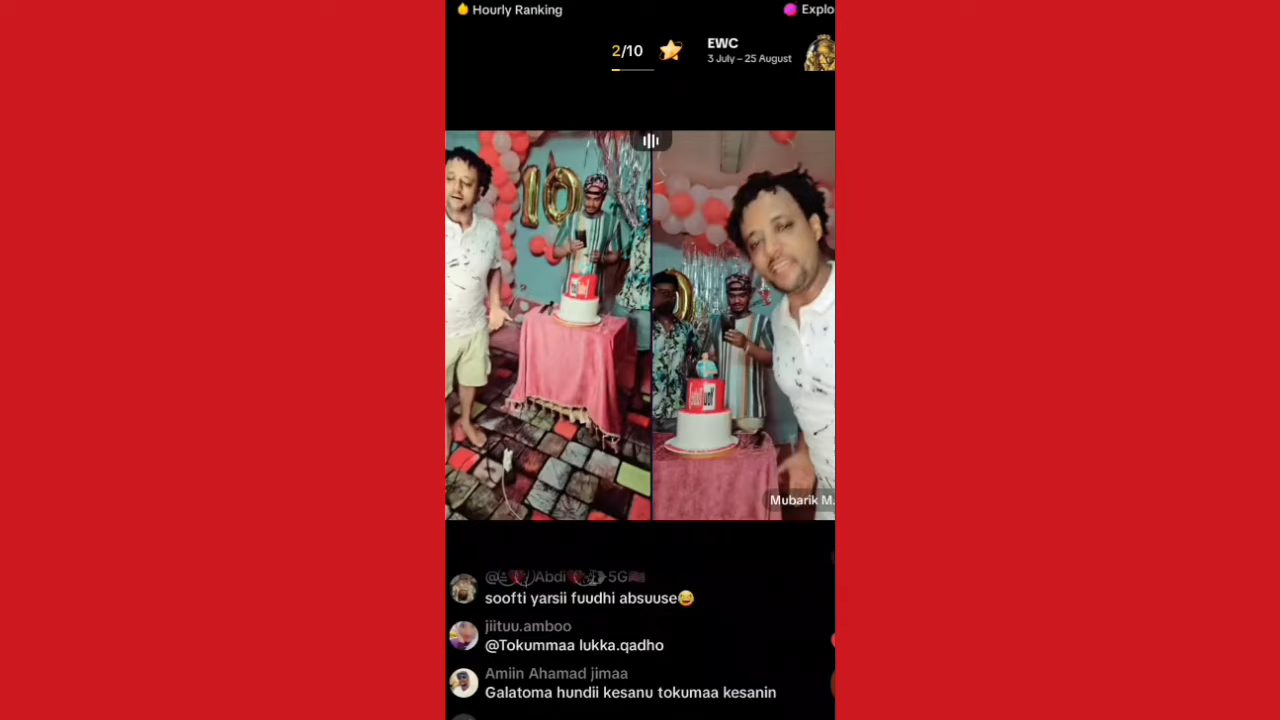 Hourly Ranking
Explo
2/10
EWC
3 July – 25 August
10
Mubarik M.
Abdi 5G
soofti yarsii fuudhi absuuse😅
jiituu.amboo
@Tokummaa lukka.qadho
Amiin Ahamad jimaa
Galatoma hundii kesanu tokumaa kesanin